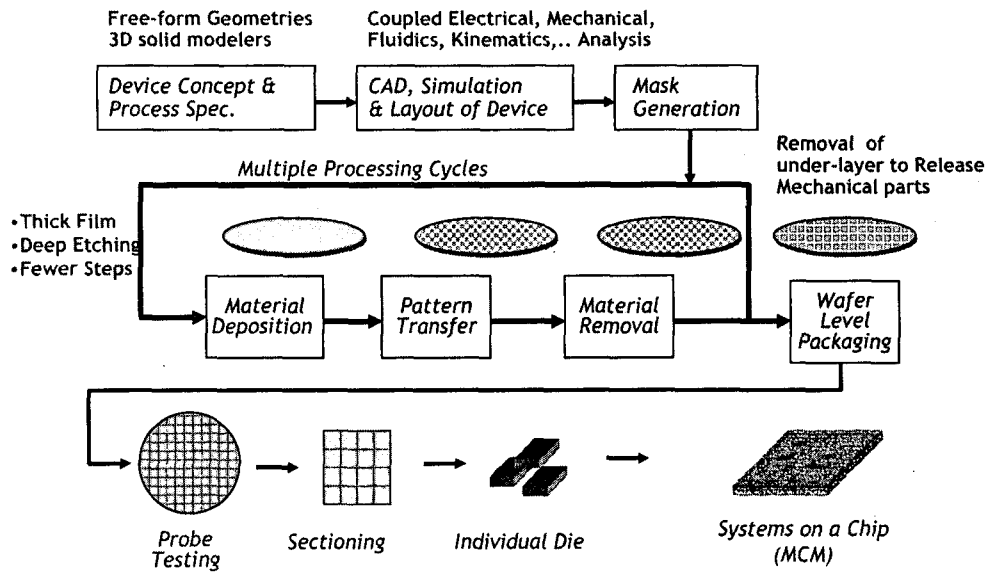 Free-form Geometries
3D solid modelers
Coupled Electrical, Mechanical,
Fluidics, Kinematics,.. Analysis
Device Concept &
Process Spec.
CAD, Simulation
& Layout of Device
Mask
Generation
Removal of
under-layer to Release
Mechanical parts
Multiple Processing Cycles
•Thick Film
•Deep Etching
•Fewer Steps
Material
Deposition
Pattern
Transfer
Material
Removal
Wafer
Level
Packaging
Probe
Testing
Sectioning
Individual Die
Systems on a Chip
(MCM)